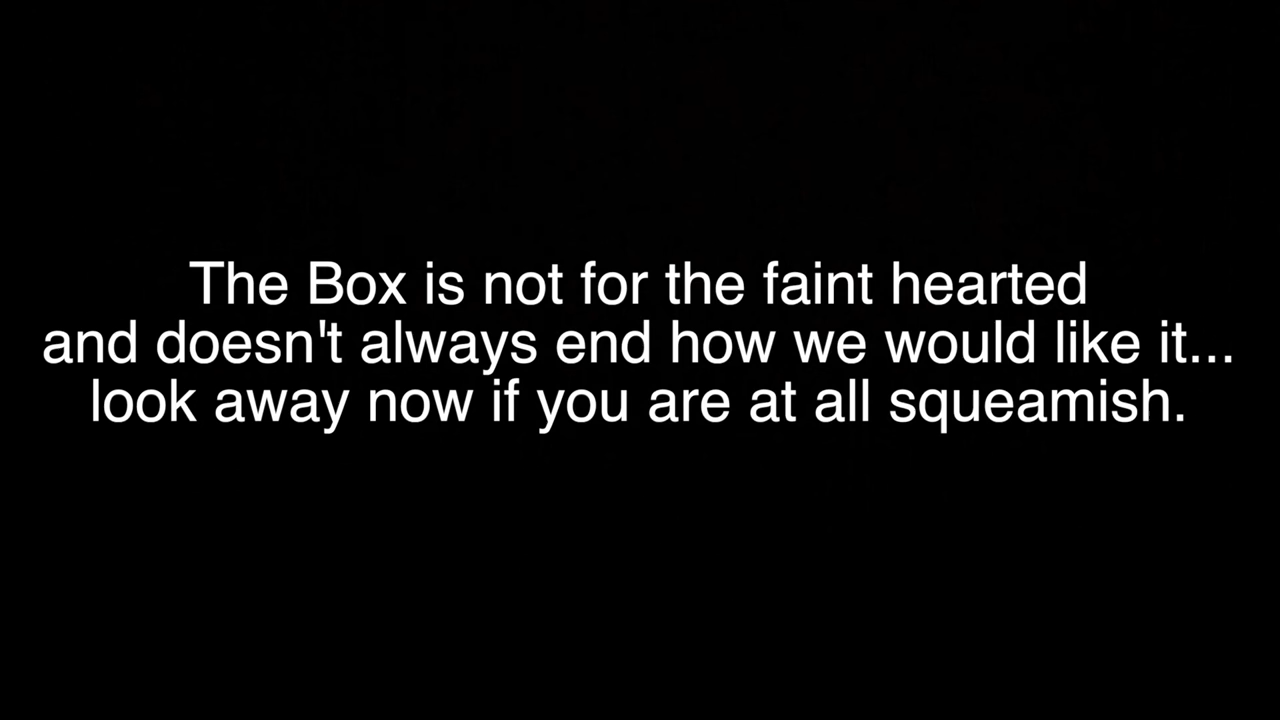 The Box is not for the faint hearted
and doesn't always end how we would like it...
look away now if you are at all squeamish.